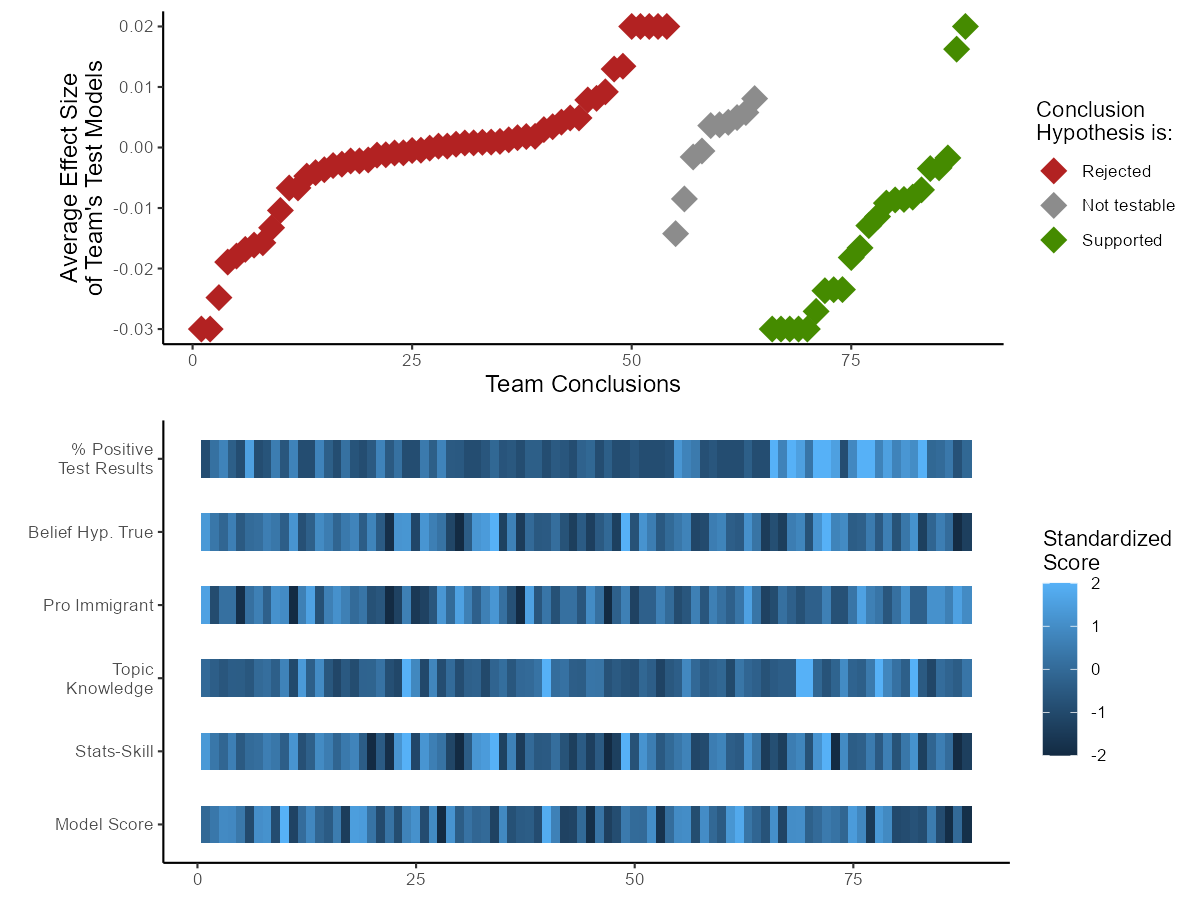 0.02
0.01
0.00
-0.01
-0.02
-0.03
Average Effect Size
of Team's Test Models
0
25
50
75
Team Conclusions
Conclusion
Hypothesis is:
Rejected
Not testable
Supported
% Positive
Test Results
Belief Hyp. True
Pro Immigrant
Topic
Knowledge
Stats-Skill
Model Score
0
25
50
75
Standardized
Score
2
1
0
-1
-2